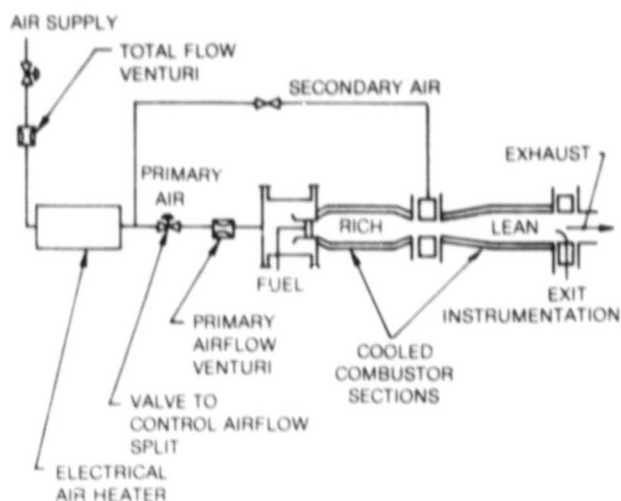 AIR SUPPLY
TOTAL FLOW
VENTURI
SECONDARY AIR
EXHAUST
PRIMARY
AIR
RICH
LEAN
FUEL
EXIT
INSTRUMENTATION
PRIMARY
AIRFLOW
VENTURI
COOLED
COMBUSTOR
SECTIONS
VALVE TO
CONTROL AIRFLOW
SPLIT
ELECTRICAL
AIR HEATER